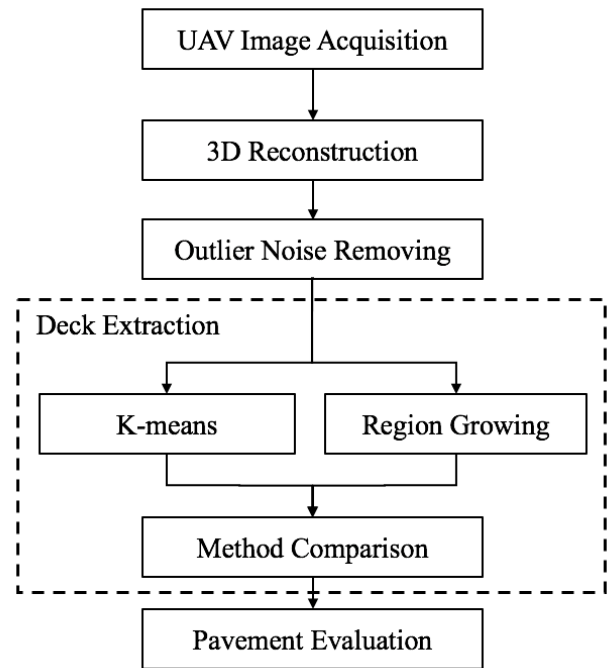 UAV Image Acquisition
3D Reconstruction
Outlier Noise Removing
Deck Extraction
K-means
Region Growing
Method Comparison
Pavement Evaluation